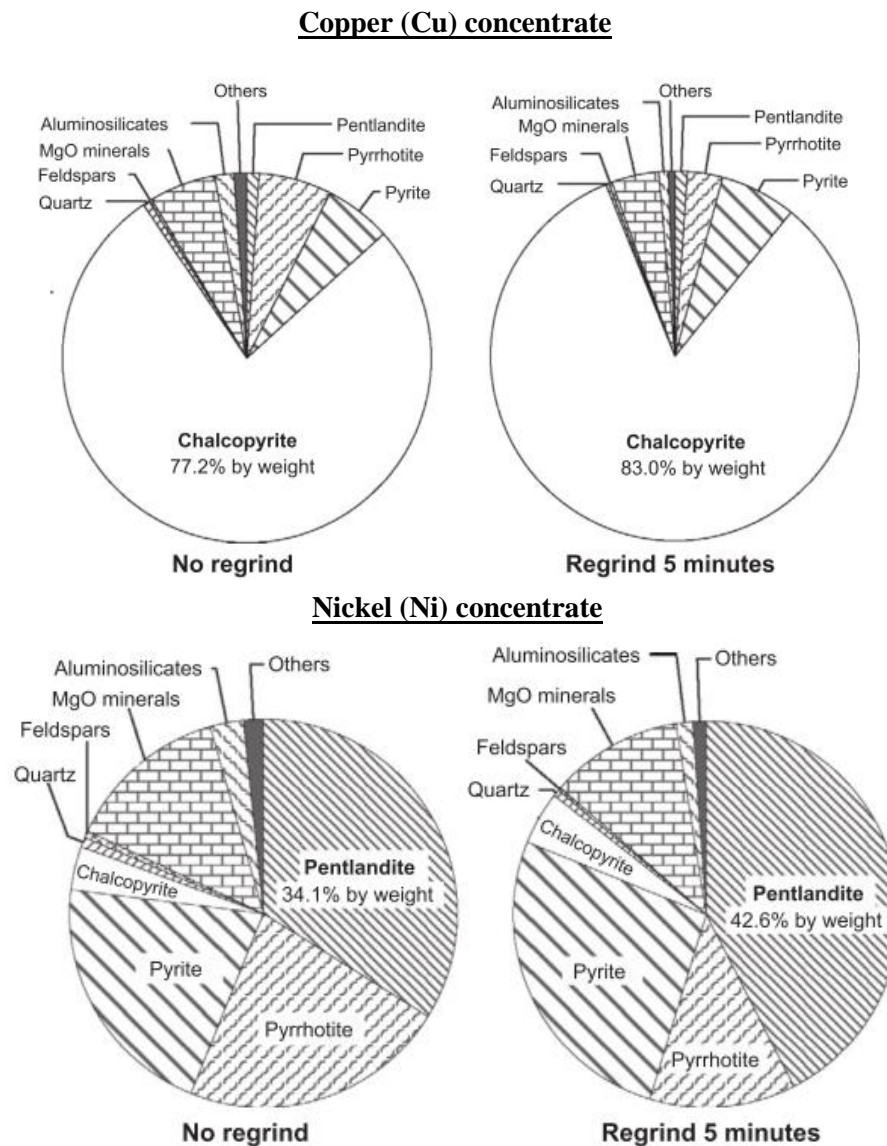 Copper (Cu) concentrate
Others
Aluminosilicates
MgO minerals
Feldspars
Quartz
Pentlandite
Pyrrhotite
Pyrite
Chalcopyrite
77.2% by weight
No regrind
Others
Aluminosilicates
MgO minerals
Feldspars
Quartz
Pentlandite
Pyrrhotite
Pyrite
Chalcopyrite
83.0% by weight
Regrind 5 minutes
Nickel (Ni) concentrate
Aluminosilicates
Others
MgO minerals
Feldspars
Quartz
Chalcopyrite
Pentlandite
34.1% by weight
Pyrite
Pyrrhotite
No regrind
Aluminosilicates
Others
MgO minerals
Feldspars
Quartz
Chalcopyrite
Pentlandite
42.6% by weight
Pyrite
Pyrrhotite
Regrind 5 minutes